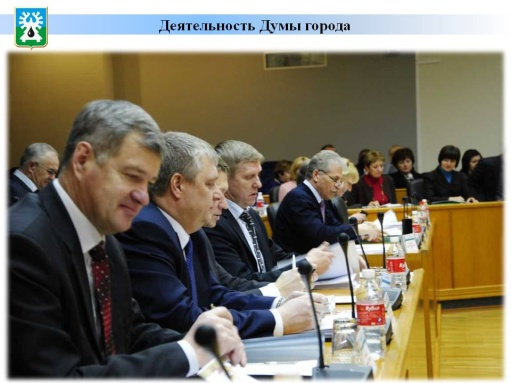 Деятельность Думы города